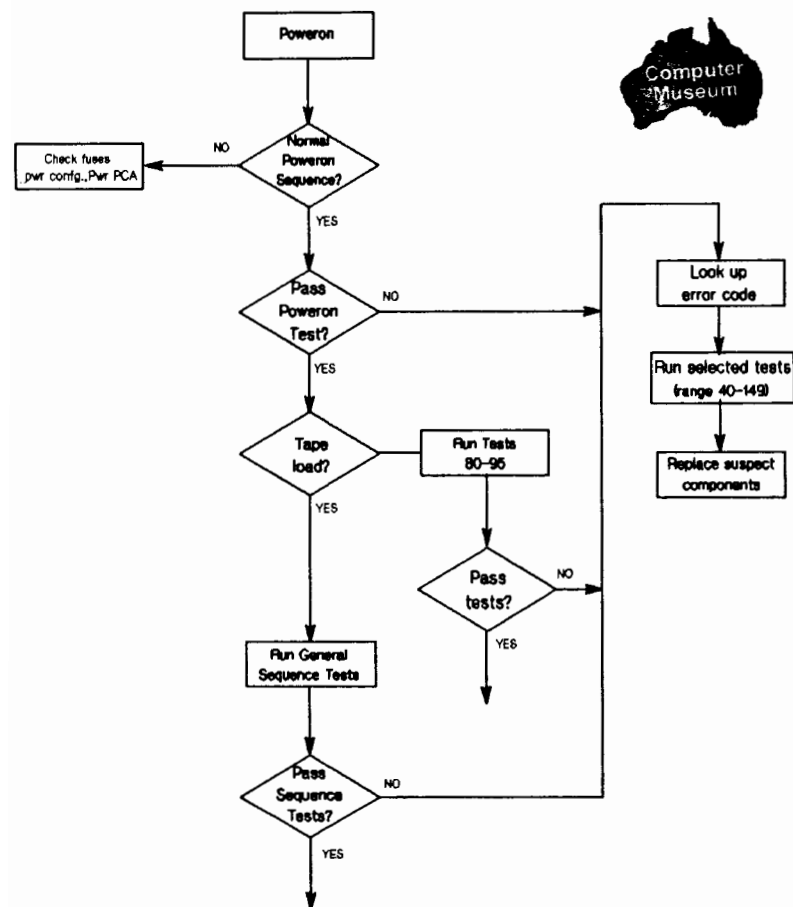 Poweron
Computer
Museum
Normal
Poweron
Sequence?
NO
Check fuses
pwr confg.,Pwr PCA
YES
Pass
Poweron
Test?
NO
YES
Look up
error code
Run selected tests
(range 40-149)
Replace suspect
components
Tape
load?
Run Tests
80-95
YES
Pass
tests?
NO
YES
Run General
Sequence Tests
Pass
Sequence
Tests?
NO
YES